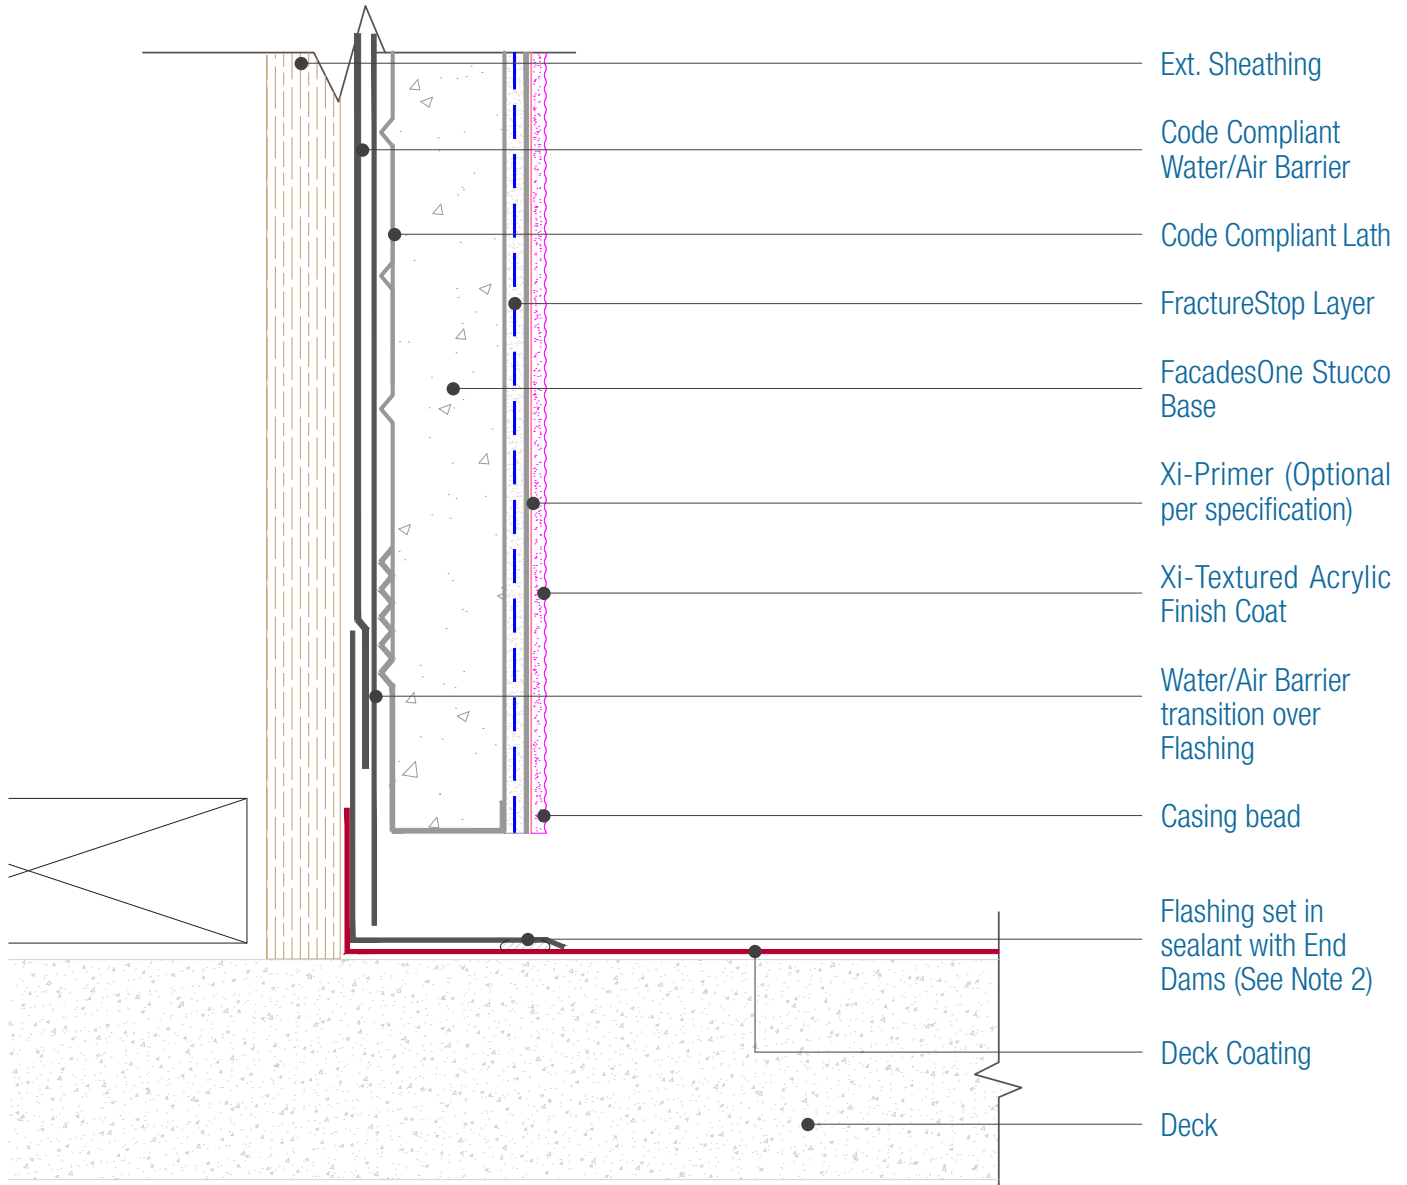 Ext. Sheathing
Code Compliant
Water/Air Barrier
Code Compliant Lath
FractureStop Layer
FacadesOne Stucco
Base
Xi-Primer (Optional
per specification)
Xi-Textured Acrylic
Finish Coat
Water/Air Barrier
transition over
Flashing
Casing bead
Flashing set in
sealant with End
Dams (See Note 2)
Deck Coating
Deck